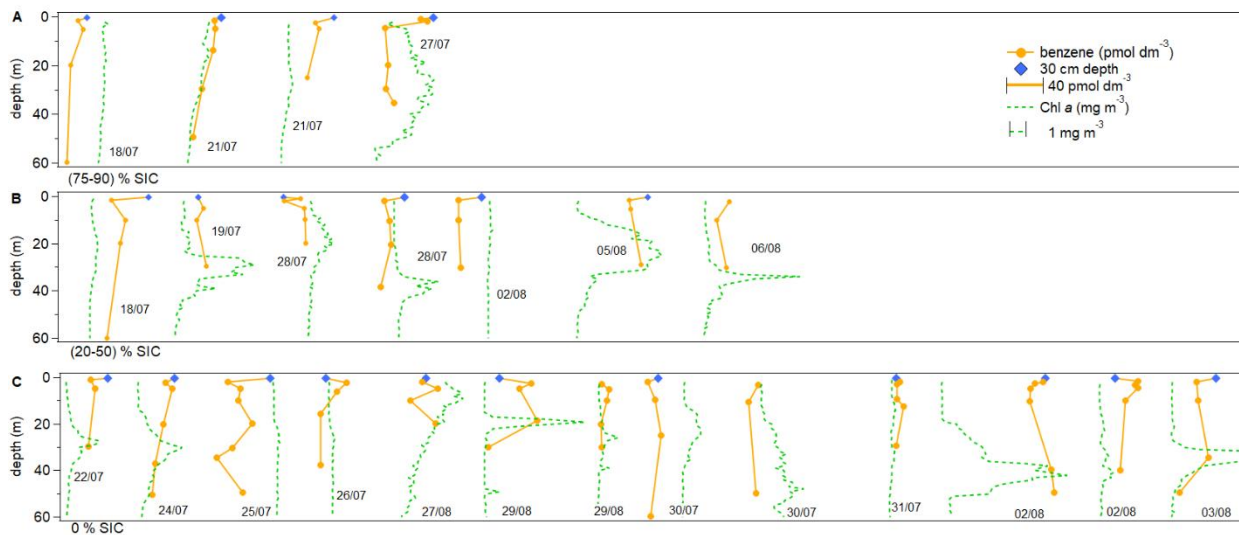 A
0
20
40
60
depth (m)
18/07
21/07
21/07
27/07
benzene (pmol dm⁻³)
30 cm depth
40 pmol dm⁻³
Chl a (mg m⁻³)
1 mg m⁻³
(75-90) % SIC
B
0
20
40
60
depth (m)
18/07
19/07
28/07
28/07
02/08
05/08
06/08
(20-50) % SIC
C
0
20
40
60
depth (m)
22/07
24/07
25/07
26/07
27/08
29/08
29/08
30/07
30/07
31/07
02/08
02/08
03/08
0 % SIC